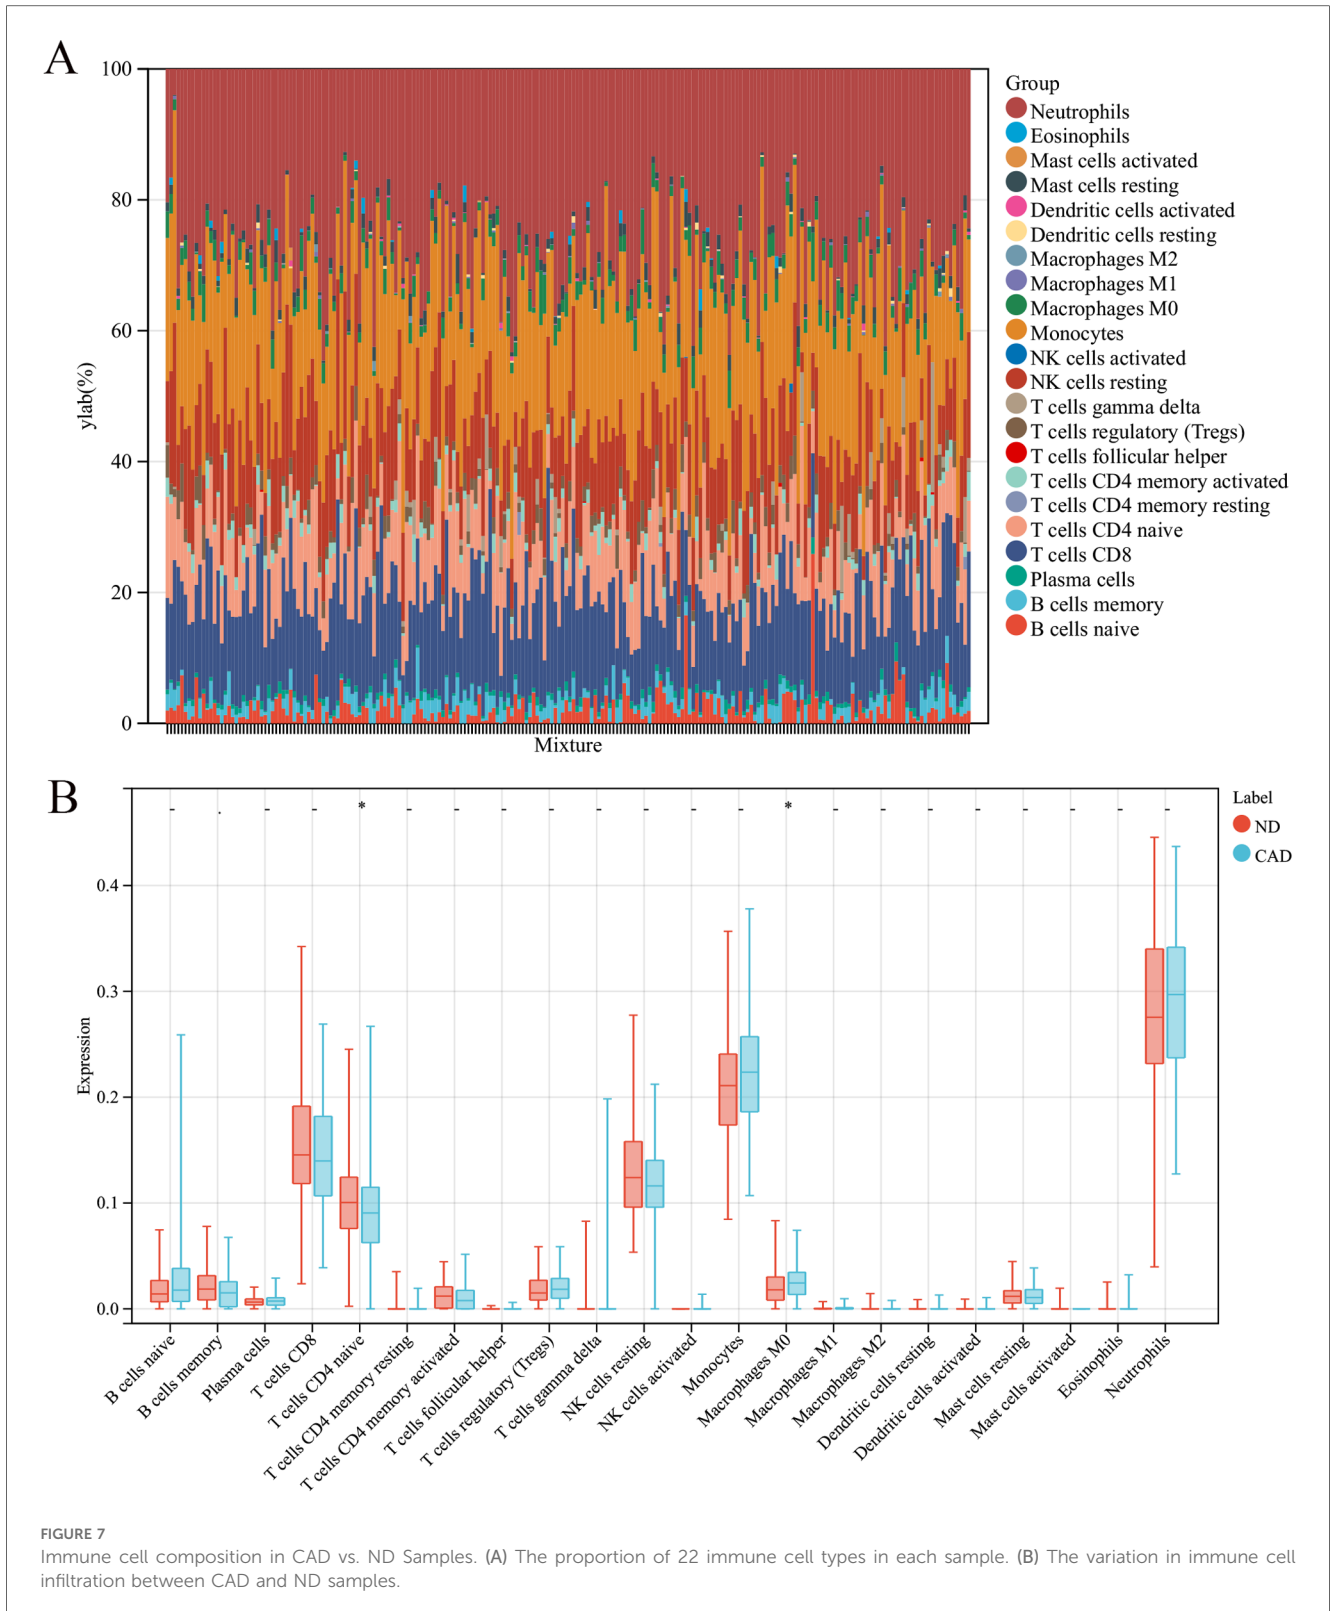 A
100
80
60
40
20
0
ylab(%)
Mixture
Group
Neutrophils
Eosinophils
Mast cells activated
Mast cells resting
Dendritic cells activated
Dendritic cells resting
Macrophages M2
Macrophages M1
Macrophages M0
Monocytes
NK cells activated
NK cells resting
T cells gamma delta
T cells regulatory (Tregs)
T cells follicular helper
T cells CD4 memory activated
T cells CD4 memory resting
T cells CD4 naive
T cells CD8
Plasma cells
B cells memory
B cells naive
B
- . - - * - - - - - - - - * - - - - - - - -
Label
ND
CAD
0.4
0.3
0.2
0.1
0.0
Expression
B cells naive
B cells memory
Plasma cells
T cells CD8
T cells CD4 naive
T cells CD4 memory resting
T cells CD4 memory activated
T cells follicular helper
T cells regulatory (Tregs)
T cells gamma delta
NK cells resting
NK cells activated
Monocytes
Macrophages M0
Macrophages M1
Macrophages M2
Dendritic cells resting
Dendritic cells activated
Mast cells resting
Mast cells activated
Eosinophils
Neutrophils
FIGURE 7
Immune cell composition in CAD vs. ND Samples. (A) The proportion of 22 immune cell types in each sample. (B) The variation in immune cell
infiltration between CAD and ND samples.